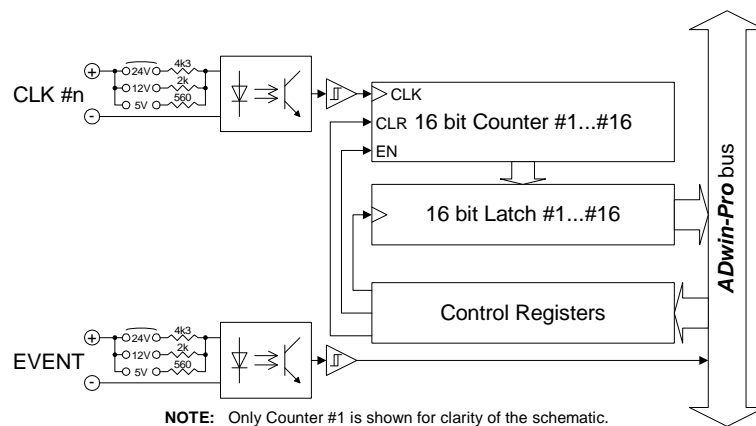 +
24V
4k3
12V
2k
5V
560
CLK #n
-
CLK
CLR
EN
16 bit Counter #1...#16
16 bit Latch #1...#16
Control Registers
ADwin-Pro bus
+
24V
4k3
12V
2k
5V
560
EVENT
-
NOTE: Only Counter #1 is shown for clarity of the schematic.